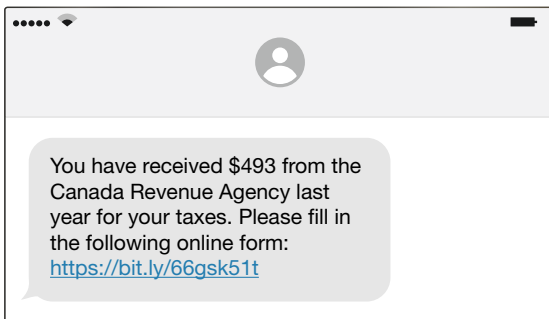 You have received $493 from the
Canada Revenue Agency last
year for your taxes. Please fill in
the following online form:
https://bit.ly/66gsk51t